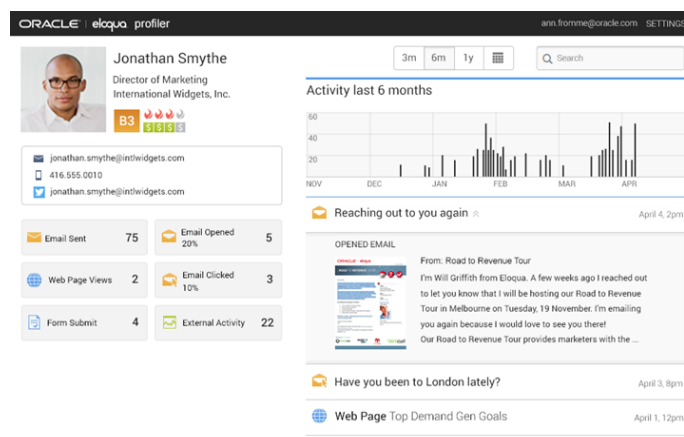 ORACLE | eloqua profiler
ann.fromme@oracle.com SETTINGS
Jonathan Smythe
Director of Marketing
International Widgets, Inc.
B3
$ $ $ $
jonathan.smythe@intlwidgets.com
416.555.0010
jonathan.smythe@intlwidgets.com
Email Sent 75
Email Opened 20% 5
Web Page Views 2
Email Clicked 10% 3
Form Submit 4
External Activity 22
3m 6m 1y
Search
Activity last 6 months
60
40
20
NOV DEC JAN FEB MAR APR
Reaching out to you again April 4, 2pm
OPENED EMAIL
From: Road to Revenue Tour
I'm Will Griffith from Eloqua. A few weeks ago I reached out
to let you know that I will be hosting our Road to Revenue
Tour in Melbourne on Tuesday, 19 November. I'm emailing
you again because I would love to see you there!
Our Road to Revenue Tour provides marketers with the ...
Have you been to London lately? April 3, 8pm
Web Page Top Demand Gen Goals April 1, 12pm